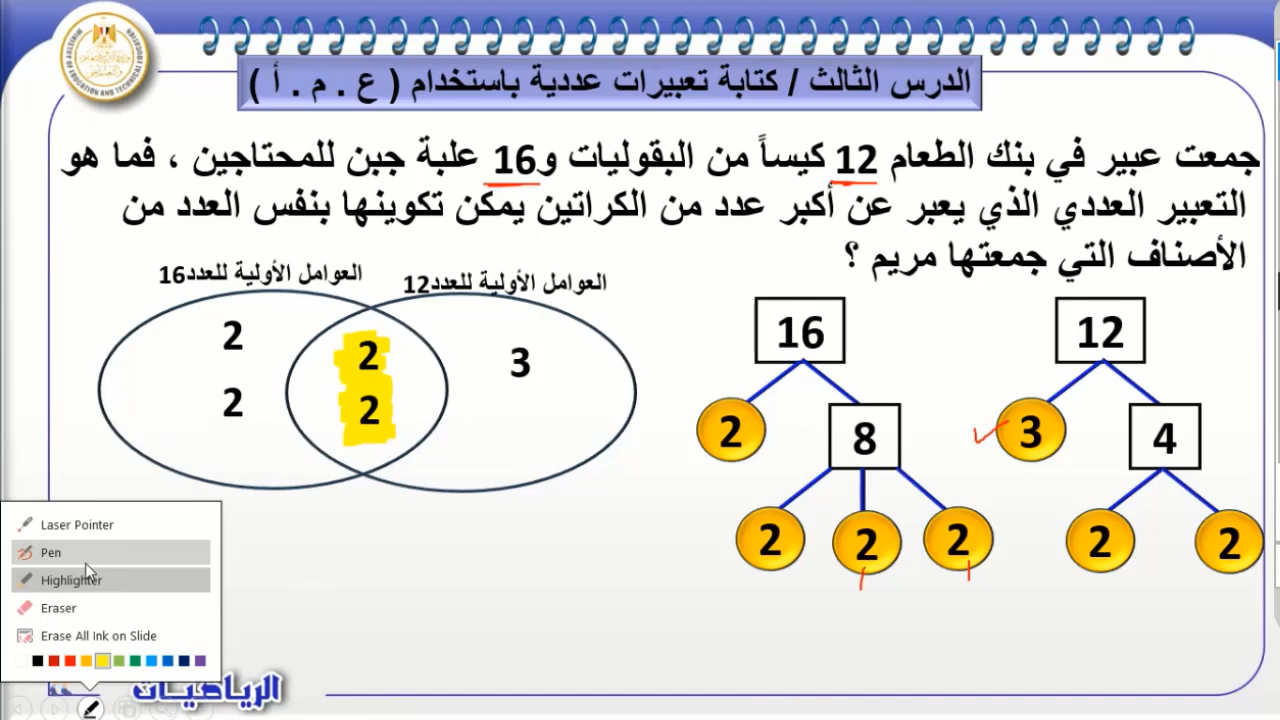 الدرس الثالث / كتابة تعبيرات عددية باستخدام ( ع . م . أ )
جمعت عبير في بنك الطعام 12 كيساً من البقوليات و16 علبة جبن للمحتاجين ، فما هو
التعبير العددي الذي يعبر عن أكبر عدد من الكراتين يمكن تكوينها بنفس العدد من
الأصناف التي جمعتها مريم ؟
العوامل الأولية للعدد12
العوامل الأولية للعدد16
12
3
4
2
2
16
2
8
2
2
2
3
2
2
2
2
Laser Pointer
Pen
Highlighter
Eraser
Erase All Ink on Slide
الرياضيات